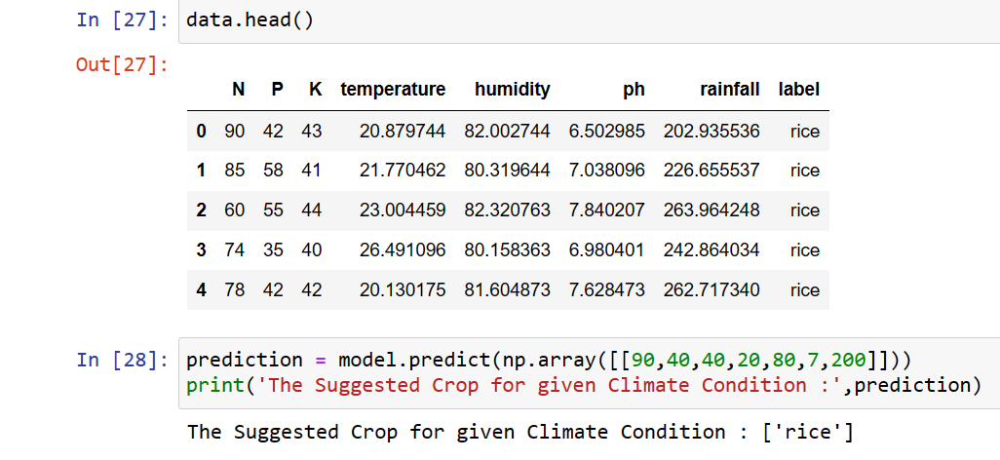 In [27]: data.head()
Out[27]:
N P K temperature humidity ph rainfall label
0 90 42 43 20.879744 82.002744 6.502985 202.935536 rice
1 85 58 41 21.770462 80.319644 7.038096 226.655537 rice
2 60 55 44 23.004459 82.320763 7.840207 263.964248 rice
3 74 35 40 26.491096 80.158363 6.980401 242.864034 rice
4 78 42 42 20.130175 81.604873 7.628473 262.717340 rice
In [28]: prediction = model.predict(np.array([[90,40,40,20,80,7,200]]))
print('The Suggested Crop for given Climate Condition :',prediction)
The Suggested Crop for given Climate Condition : ['rice']